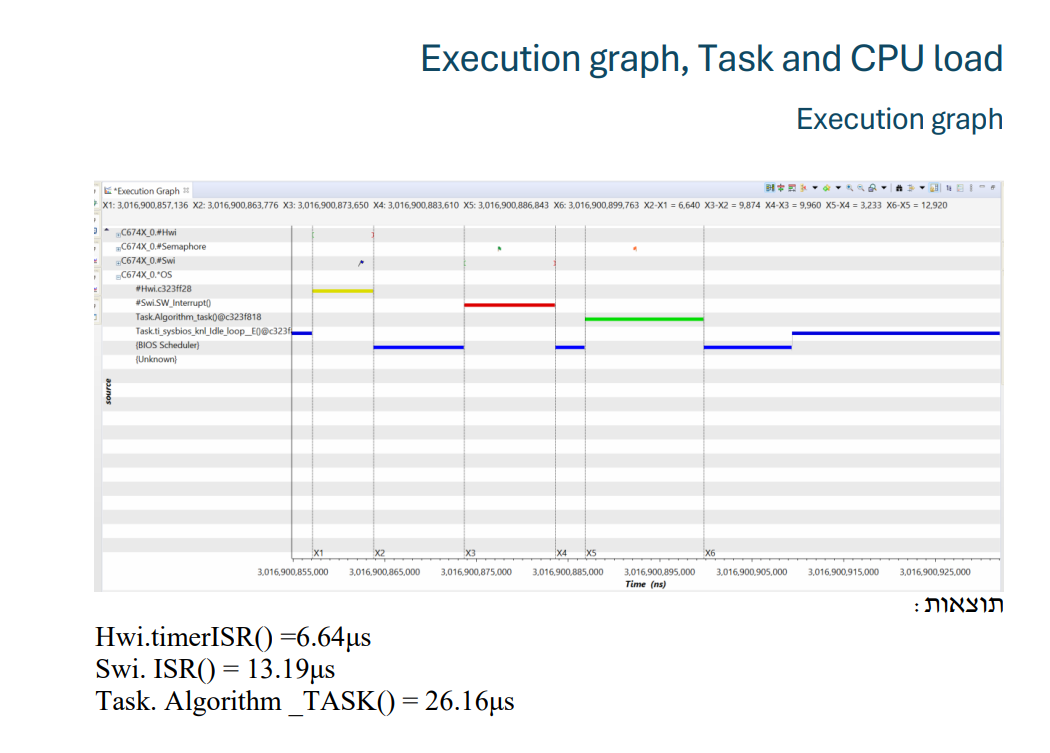 Execution graph, Task and CPU load
Execution graph
*Execution Graph
X1: 3,016,900,857,136 X2: 3,016,900,863,776 X3: 3,016,900,873,650 X4: 3,016,900,883,610 X5: 3,016,900,886,843 X6: 3,016,900,899,763 X2-X1 = 6,640 X3-X2 = 9,874 X4-X3 = 9,960 X5-X4 = 3,233 X6-X5 = 12,920
C674X_0.#Hwi
C674X_0.#Semaphore
C674X_0.#Swi
C674X_0.*OS
#Hwi.c323ff28
#Swi.SW_Interrupt()
Task.Algorithm_task()@c323f818
Task.ti_sysbios_knl_Idle_loop__E()@c323f
(BIOS Scheduler)
(Unknown)
source
X1 X2 X3 X4 X5 X6
3,016,900,855,000 3,016,900,865,000 3,016,900,875,000 3,016,900,885,000 3,016,900,895,000 3,016,900,905,000 3,016,900,915,000 3,016,900,925,000
Time (ns)
תוצאות :
Hwi.timerISR() =6.64μs
Swi. ISR() = 13.19μs
Task. Algorithm _TASK() = 26.16μs